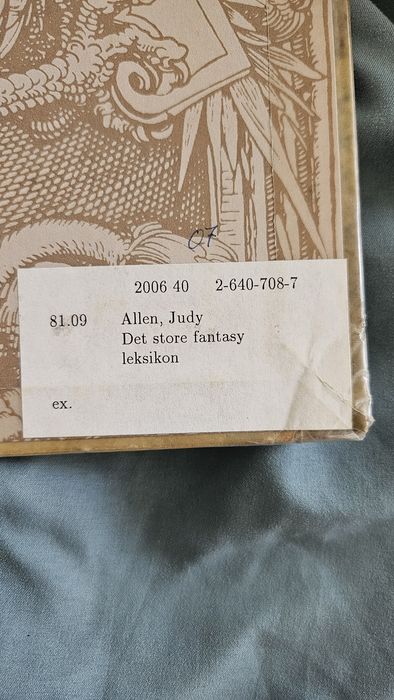 07
2006 40 2-640-708-7
81.09 Allen, Judy
Det store fantasy
leksikon
ex.